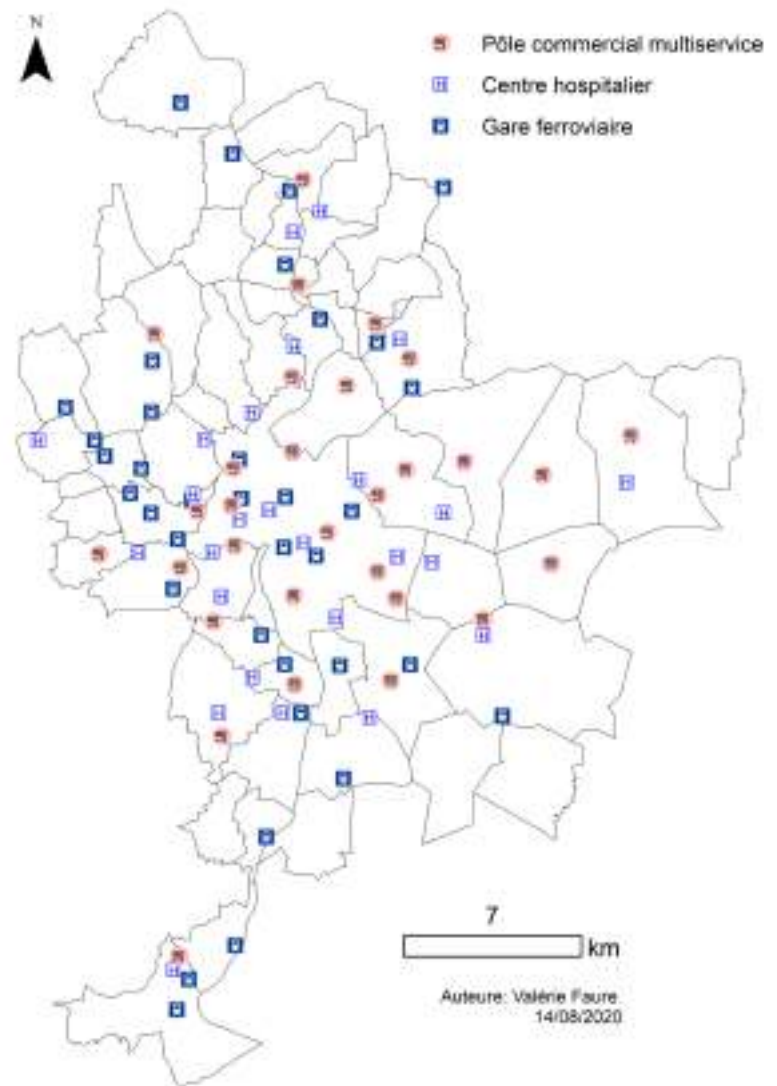 N
Pôle commercial multiservice
Centre hospitalier
Gare ferroviaire
7
km
Auteure: Valérie Faure
14/08/2020